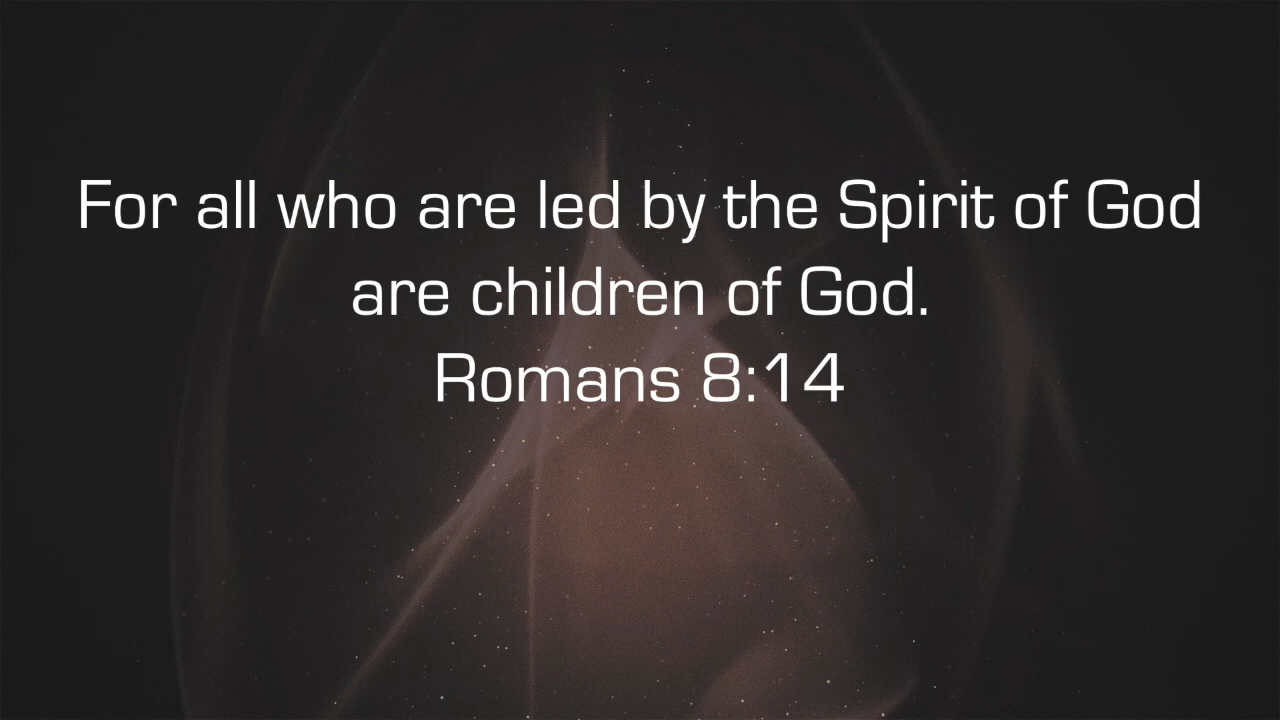 For all who are led by the Spirit of God
are children of God.
Romans 8:14